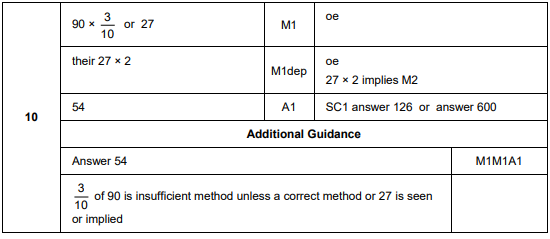 90 × 3/10 or 27
M1
oe
their 27 × 2
M1dep
oe
27 × 2 implies M2
10
54
A1
SC1 answer 126 or answer 600
Additional Guidance
Answer 54
M1M1A1
3/10 of 90 is insufficient method unless a correct method or 27 is seen
or implied